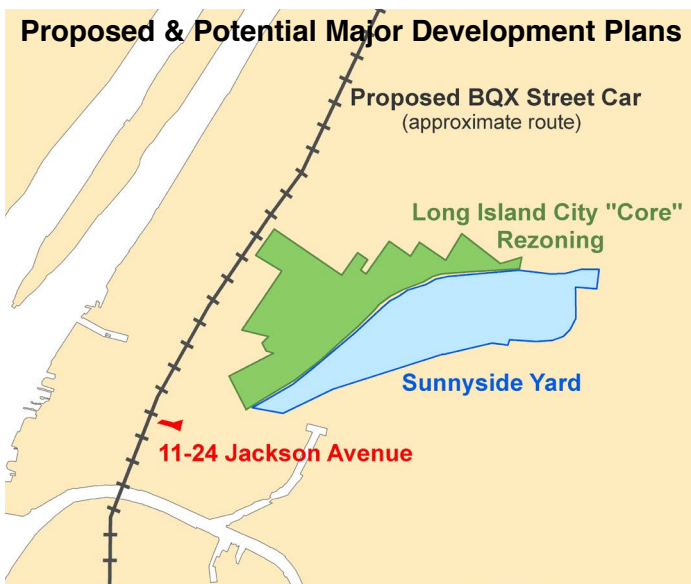 Proposed & Potential Major Development Plans
Proposed BQX Street Car
(approximate route)
Long Island City "Core"
Rezoning
Sunnyside Yard
11-24 Jackson Avenue